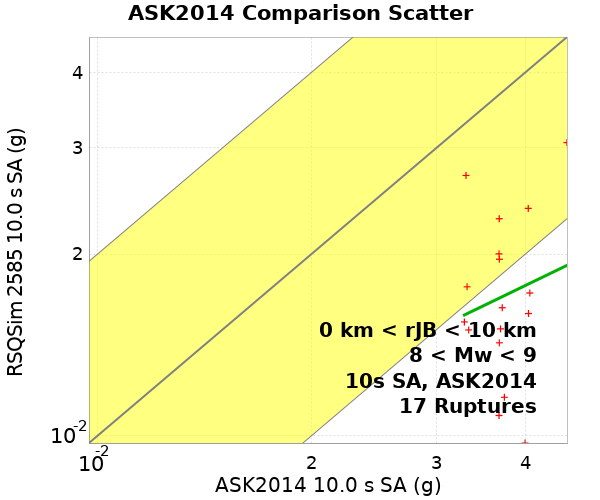 ASK2014 Comparison Scatter
RSQSim 2585 10.0 s SA (g)
4
3
2
10-2
0 km < rJB < 10 km
8 < Mw < 9
10s SA, ASK2014
17 Ruptures
10-2
2
3
4
ASK2014 10.0 s SA (g)